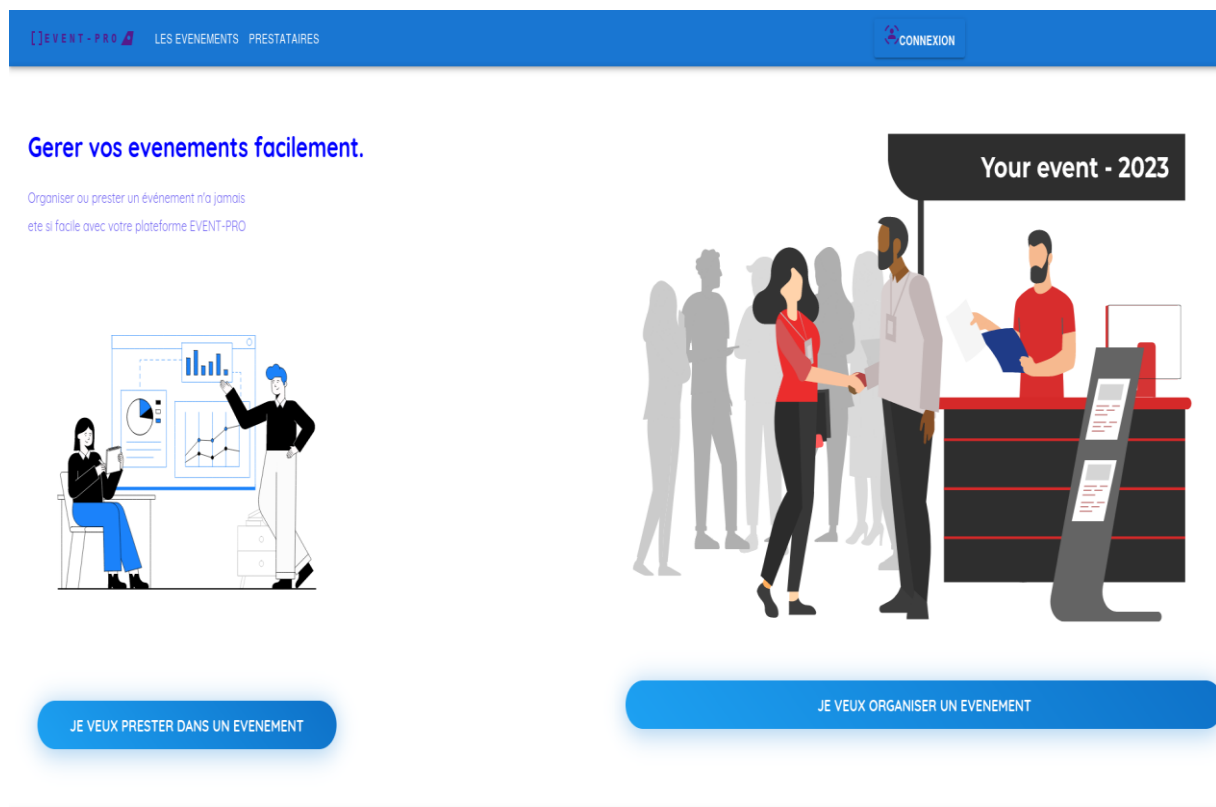 []EVENT-PRO LES EVENEMENTS PRESTATAIRES CONNEXION
Gerer vos evenements facilement.
Organiser ou prester un événement n'a jamais
ete si facile avec votre plateforme EVENT-PRO
Your event - 2023
JE VEUX PRESTER DANS UN EVENEMENT
JE VEUX ORGANISER UN EVENEMENT